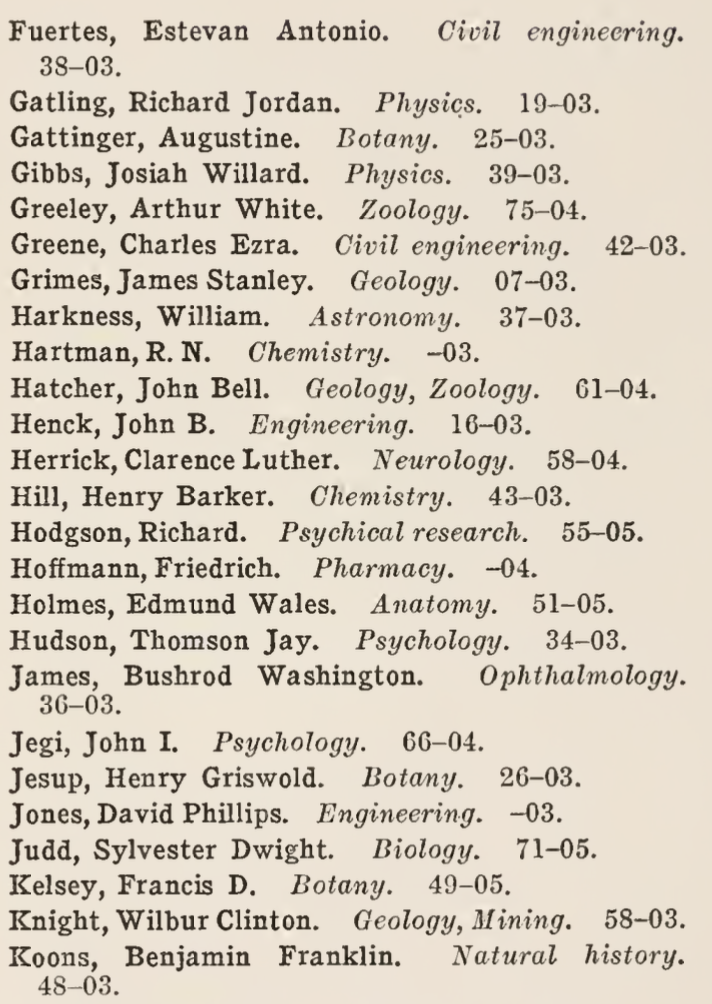 Fuertes, Estevan Antonio. Civil engineering.
38–03.
Gatling, Richard Jordan. Physics. 19–03.
Gattinger, Augustine. Botany. 25–03.
Gibbs, Josiah Willard. Physics. 39–03.
Greeley, Arthur White. Zoology. 75–04.
Greene, Charles Ezra. Civil engineering. 42–03.
Grimes, James Stanley. Geology. 07–03.
Harkness, William. Astronomy. 37–03.
Hartman, R. N. Chemistry. –03.
Hatcher, John Bell. Geology, Zoology. 61–04.
Henck, John B. Engineering. 16–03.
Herrick, Clarence Luther. Neurology. 58–04.
Hill, Henry Barker. Chemistry. 43–03.
Hodgson, Richard. Psychical research. 55–05.
Hoffmann, Friedrich. Pharmacy. –04.
Holmes, Edmund Wales. Anatomy. 51–05.
Hudson, Thomson Jay. Psychology. 34–03.
James, Bushrod Washington. Ophthalmology.
36–03.
Jegi, John I. Psychology. 66–04.
Jesup, Henry Griswold. Botany. 26–03.
Jones, David Phillips. Engineering. –03.
Judd, Sylvester Dwight. Biology. 71–05.
Kelsey, Francis D. Botany. 49–05.
Knight, Wilbur Clinton. Geology, Mining. 58–03.
Koons, Benjamin Franklin. Natural history.
48–03.